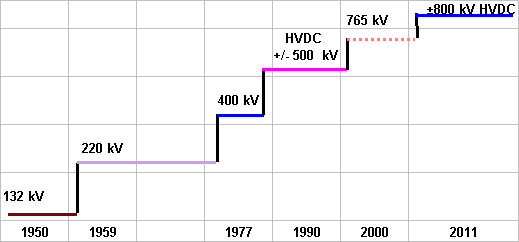 765 kV
±800 kV HVDC
HVDC
+/- 500 kV
400 kV
220 kV
132 kV
1950 1959 1977 1990 2000 2011